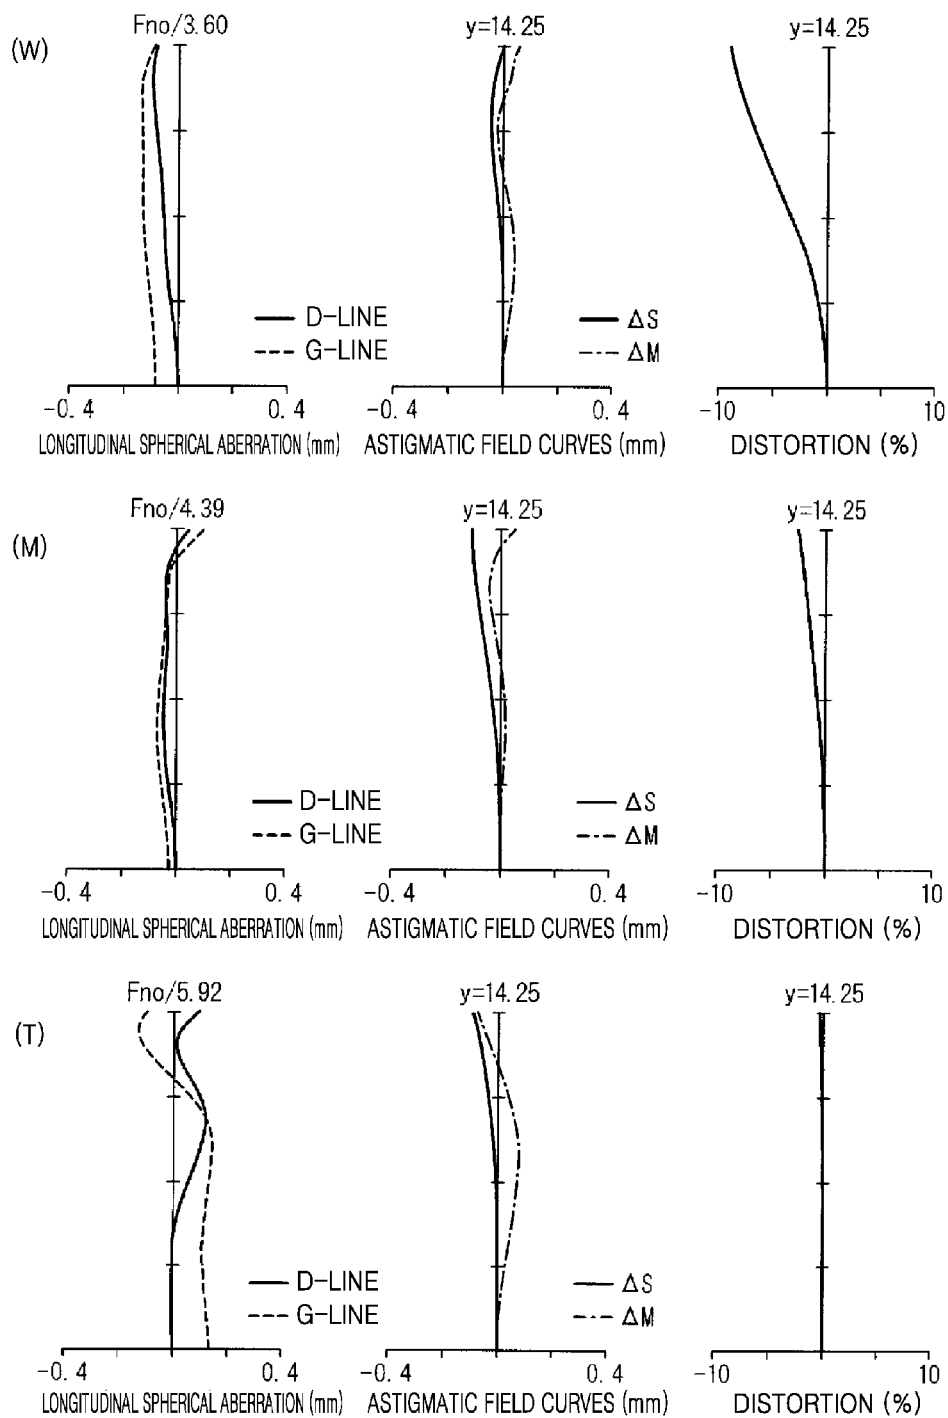 (W)
Fno/3.60
y=14.25
y=14.25
D-LINE
G-LINE
ΔS
ΔM
-0.4
0.4
-0.4
0.4
-10
10
LONGITUDINAL SPHERICAL ABERRATION (mm)
ASTIGMATIC FIELD CURVES (mm)
DISTORTION (%)
(M)
Fno/4.39
y=14.25
y=14.25
D-LINE
G-LINE
ΔS
ΔM
-0.4
0.4
-0.4
0.4
-10
10
LONGITUDINAL SPHERICAL ABERRATION (mm)
ASTIGMATIC FIELD CURVES (mm)
DISTORTION (%)
(T)
Fno/5.92
y=14.25
y=14.25
D-LINE
G-LINE
ΔS
ΔM
-0.4
0.4
-0.4
0.4
-10
10
LONGITUDINAL SPHERICAL ABERRATION (mm)
ASTIGMATIC FIELD CURVES (mm)
DISTORTION (%)